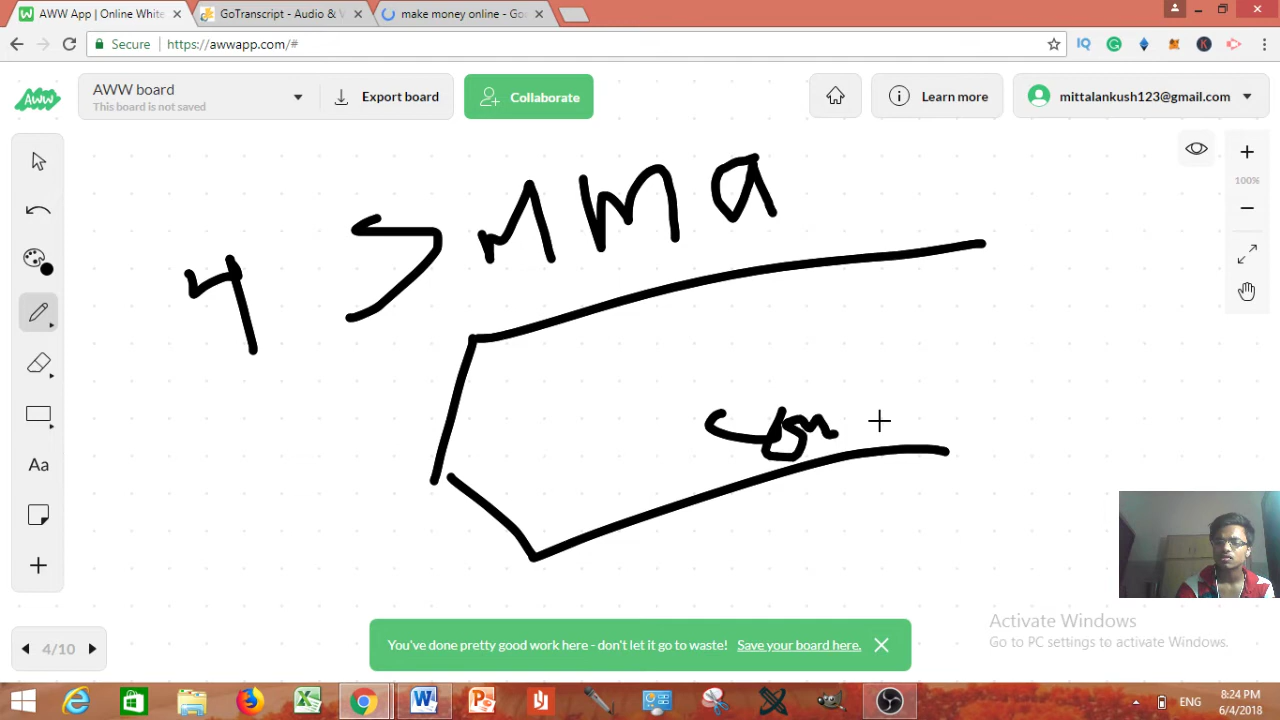 AWW App | Online White
GoTranscript - Audio & V
make money online - Goo
Secure https://awwapp.com/#
AWW board
This board is not saved
Export board
Collaborate
Learn more
mittalankush123@gmail.com
100%
4 SMMA
Aa
You've done pretty good work here - don't let it go to waste! Save your board here.
4/10
Activate Windows
Go to PC settings to activate Windows.
ENG
8:24 PM
6/4/2018